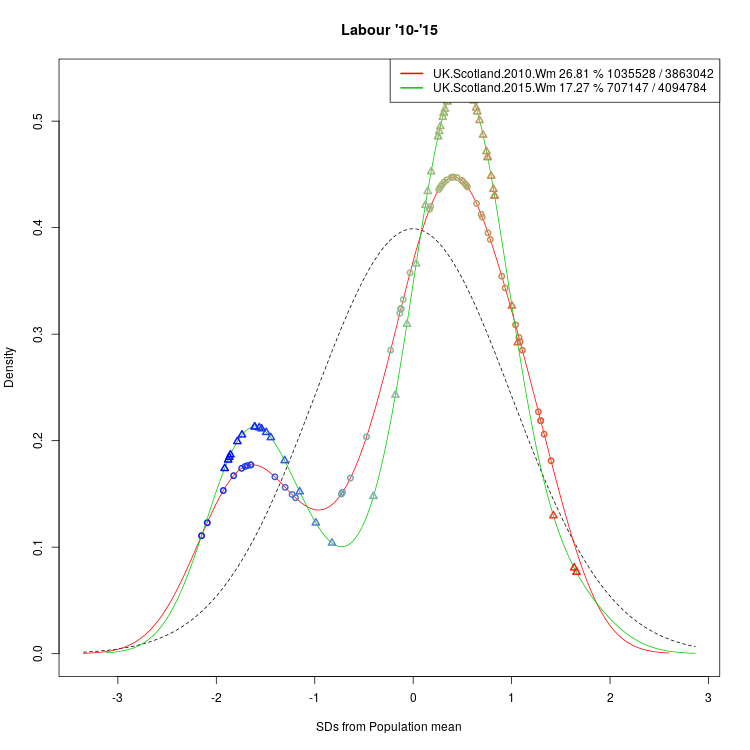 Labour '10-'15
UK.Scotland.2010.Wm 26.81 % 1035528 / 3863042
UK.Scotland.2015.Wm 17.27 % 707147 / 4094784
Density
0.5
0.4
0.3
0.2
0.1
0.0
-3 -2 -1 0 1 2 3
SDs from Population mean